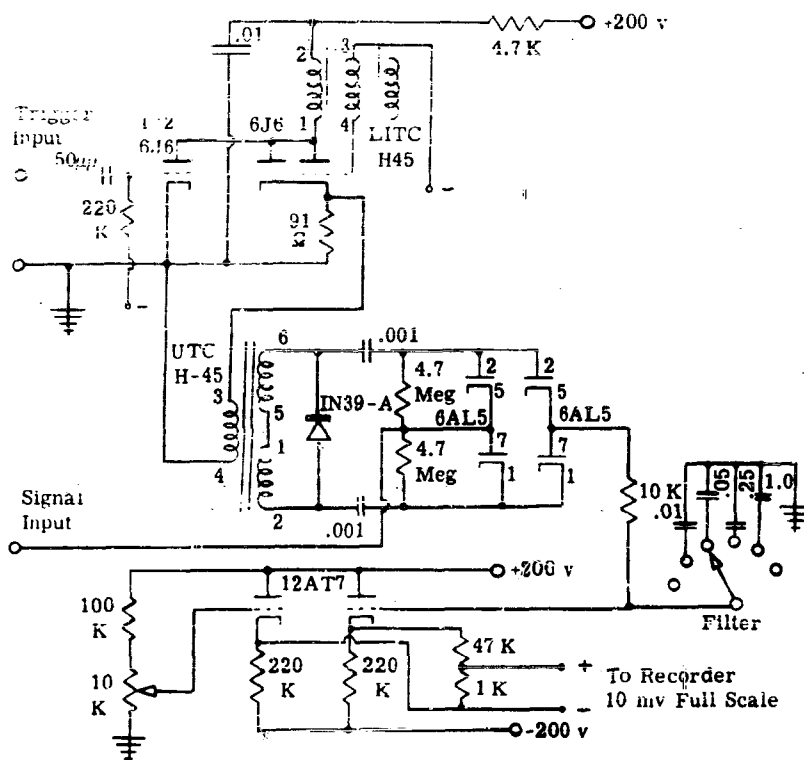 .01
+200 v
4.7 K
2
3
1
4
LITC
H45
Trigger
Input
6J6
6J6
50μμ
220
K
91
Ω
-
-
UTC
H-45
3
4
6
5
1
2
IN39-A
.001
.001
4.7
Meg
4.7
Meg
2
5
2
5
6AL5
6AL5
7
1
7
1
10 K
.01
.05
.25
1.0
Signal
Input
Filter
+200 v
12AT7
100
K
10
K
220
K
220
K
47 K
1 K
+
-
To Recorder
10 mv Full Scale
-200 v